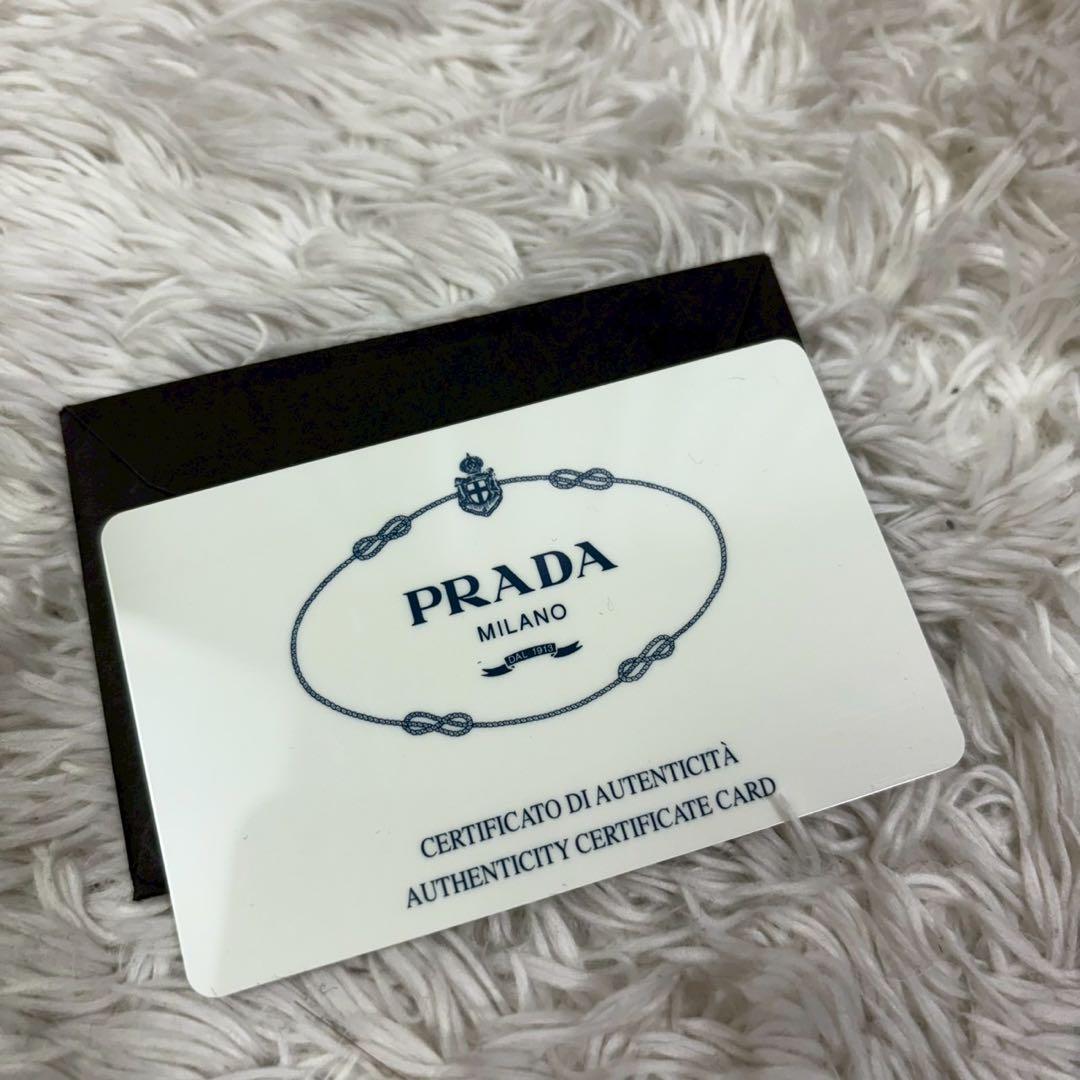 PRADA
MILANO
DAL 1913
CERTIFICATO DI AUTENTICITÀ
AUTHENTICITY CERTIFICATE CARD